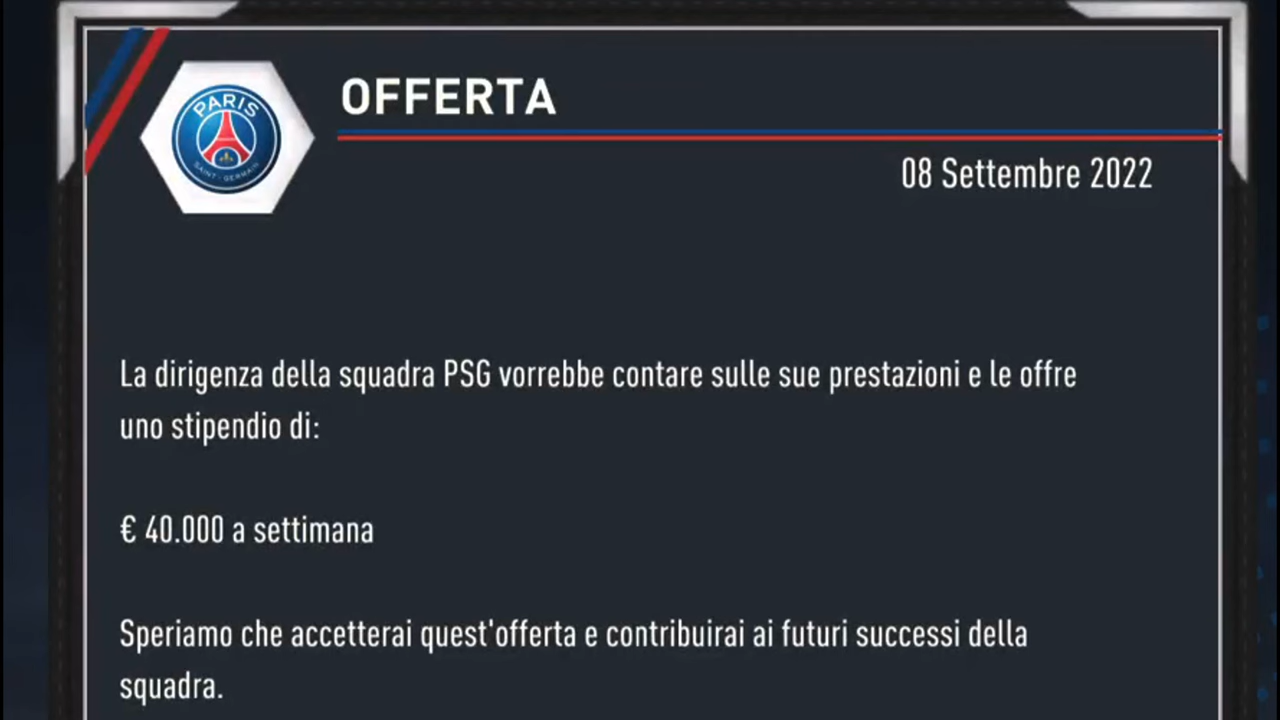 PARIS
SAINT-GERMAIN
OFFERTA
08 Settembre 2022
La dirigenza della squadra PSG vorrebbe contare sulle sue prestazioni e le offre
uno stipendio di:
€ 40.000 a settimana
Speriamo che accetterai quest'offerta e contribuirai ai futuri successi della
squadra.